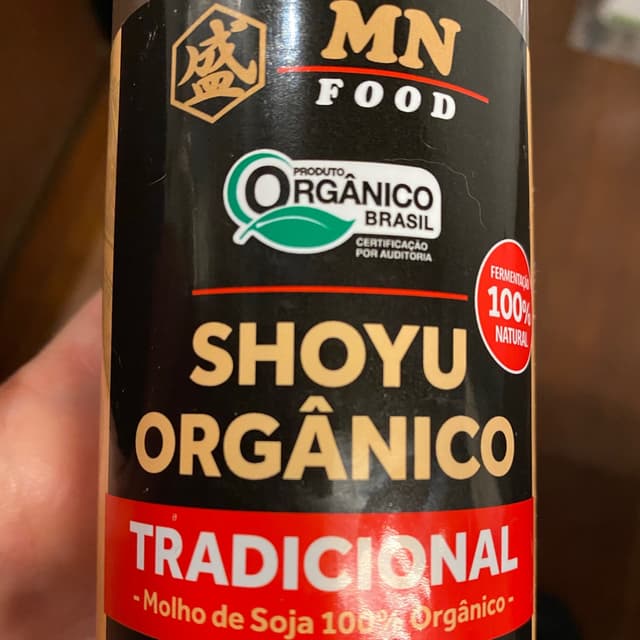 盛
MN
FOOD
PRODUTO
ORGÂNICO
BRASIL
CERTIFICAÇÃO
POR AUDITORIA
FERMENTAÇÃO
100%
NATURAL
SHOYU
ORGÂNICO
TRADICIONAL
- Molho de Soja 100% Orgânico -